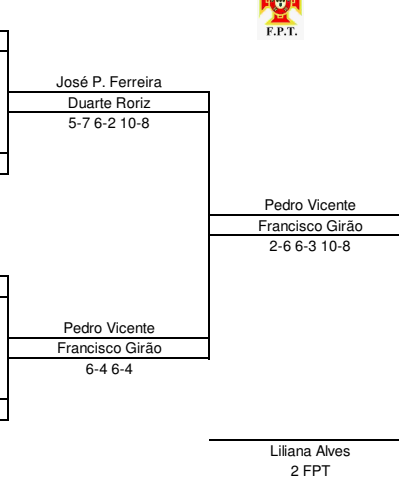 F.P.T.
José P. Ferreira
Duarte Roriz
5-7 6-2 10-8
Pedro Vicente
Francisco Girão
2-6 6-3 10-8
Pedro Vicente
Francisco Girão
6-4 6-4
Liliana Alves
2 FPT